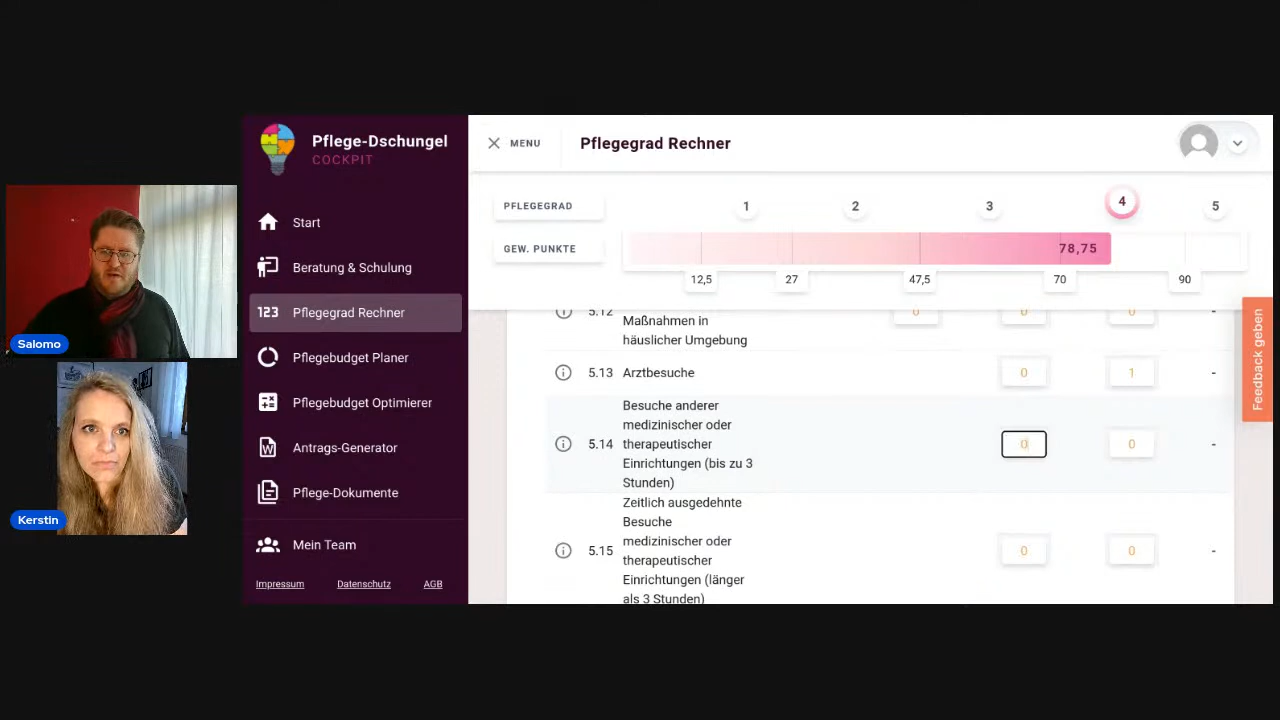 Salomo
Kerstin
Pflege-Dschungel
COCKPIT
Start
Beratung & Schulung
123 Pflegegrad Rechner
Pflegebudget Planer
Pflegebudget Optimierer
Antrags-Generator
Pflege-Dokumente
Mein Team
Impressum Datenschutz AGB
MENU Pflegegrad Rechner
PFLEGEGRAD 1 2 3 4 5
GEW. PUNKTE 78,75
12,5 27 47,5 70 90
5.12 Maßnahmen in
häuslicher Umgebung
0 0 0 -
5.13 Arztbesuche 0 1 -
Besuche anderer
medizinischer oder
5.14 therapeutischer 0 0 -
Einrichtungen (bis zu 3
Stunden)
Zeitlich ausgedehnte
Besuche
medizinischer oder
5.15 therapeutischer 0 0 -
Einrichtungen (länger
als 3 Stunden)
Feedback geben